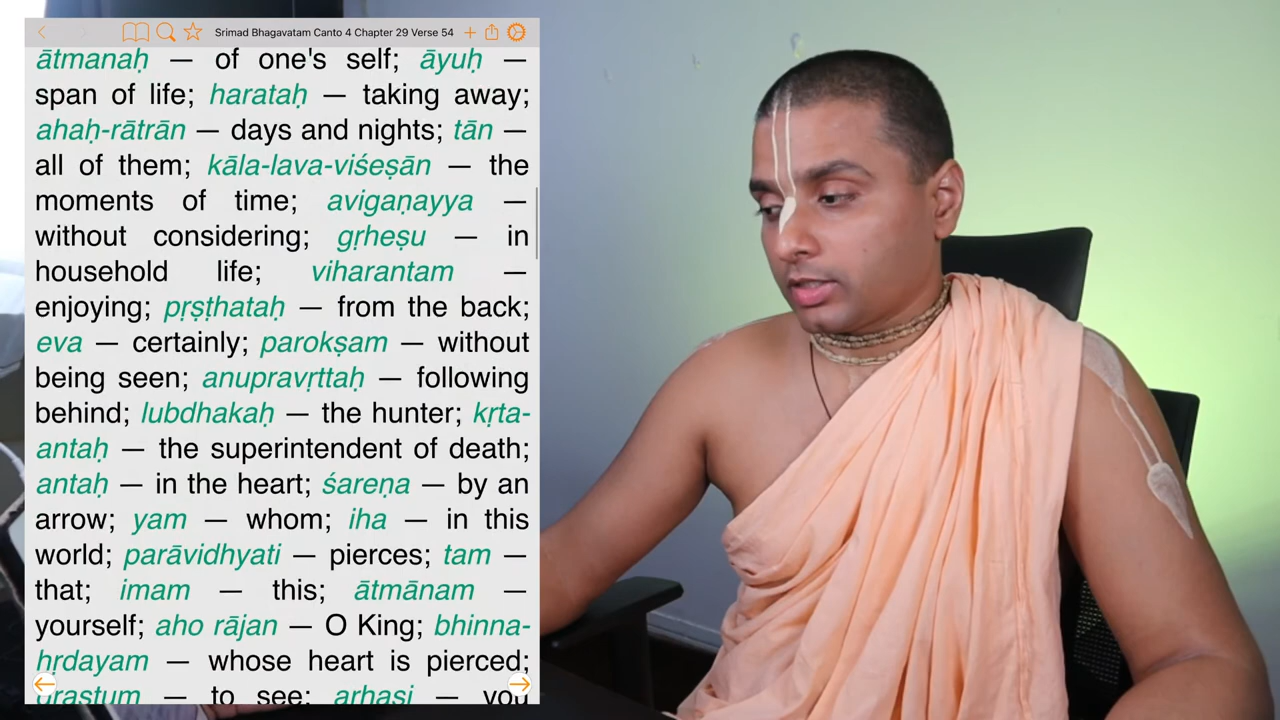 Srimad Bhagavatam Canto 4 Chapter 29 Verse 54
ātmanaḥ — of one's self; āyuḥ —
span of life; harataḥ — taking away;
ahaḥ-rātrān — days and nights; tān —
all of them; kāla-lava-viśeṣān — the
moments of time; avigaṇayya —
without considering; gṛheṣu — in
household life; viharantam —
enjoying; pṛṣṭhataḥ — from the back;
eva — certainly; parokṣam — without
being seen; anupravṛttaḥ — following
behind; lubdhakaḥ — the hunter; kṛta-
antaḥ — the superintendent of death;
antaḥ — in the heart; śareṇa — by an
arrow; yam — whom; iha — in this
world; parāvidhyati — pierces; tam —
that; imam — this; ātmānam —
yourself; aho rājan — O King; bhinna-
hṛdayam — whose heart is pierced;
draṣṭum — to see; arhasi — you